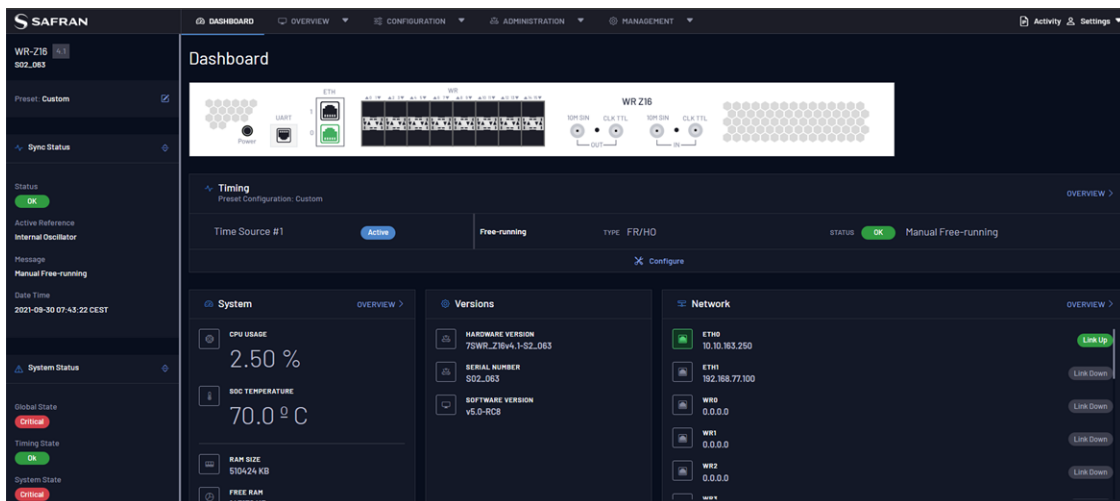 SAFRAN
DASHBOARD
OVERVIEW
CONFIGURATION
ADMINISTRATION
MANAGEMENT
Activity
Settings
WR-Z16 4.1
S02_063
Preset: Custom
Sync Status
Status
OK
Active Reference
Internal Oscillator
Message
Manual Free-running
Date Time
2021-09-30 07:43:22 CEST
System Status
Global State
Critical
Timing State
Ok
System State
Critical
Dashboard
Power
UART
ETH
1
0
WR
WR Z16
10M SIN CLK TTL
OUT
10M SIN CLK TTL
IN
Timing
Preset Configuration: Custom
OVERVIEW >
Time Source #1 Active Free-running TYPE FR/HO STATUS OK Manual Free-running
Configure
System OVERVIEW >
CPU USAGE
2.50 %
SOC TEMPERATURE
70.0 º C
RAM SIZE
510424 KB
FREE RAM
Versions
HARDWARE VERSION
7SWR_Z16v4.1-S2_063
SERIAL NUMBER
S02_063
SOFTWARE VERSION
v5.0-RC8
Network OVERVIEW >
ETH0
10.10.163.250 Link Up
ETH1
192.168.77.100 Link Down
WR0
0.0.0.0 Link Down
WR1
0.0.0.0 Link Down
WR2
0.0.0.0 Link Down